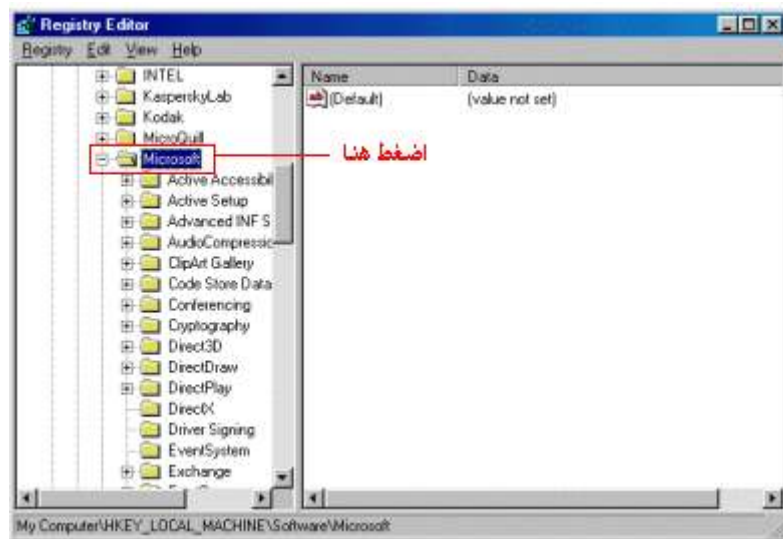 Registry Editor
Registry Edit View Help
INTEL
KasperskyLab
Kodak
MicroQuill
Microsoft
Active Accessibil
Active Setup
Advanced INF S
AudioCompressic
ClipArt Gallery
Code Store Data
Conferencing
Cryptography
Direct3D
DirectDraw
DirectPlay
DirectX
Driver Signing
EventSystem
Exchange
Name Data
ab (Default) (value not set)
اضغط هنا
My Computer\HKEY_LOCAL_MACHINE\Software\Microsoft